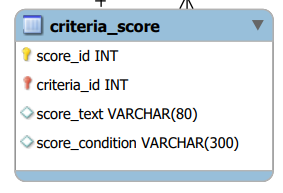 criteria_score
score_id INT
criteria_id INT
score_text VARCHAR(80)
score_condition VARCHAR(300)